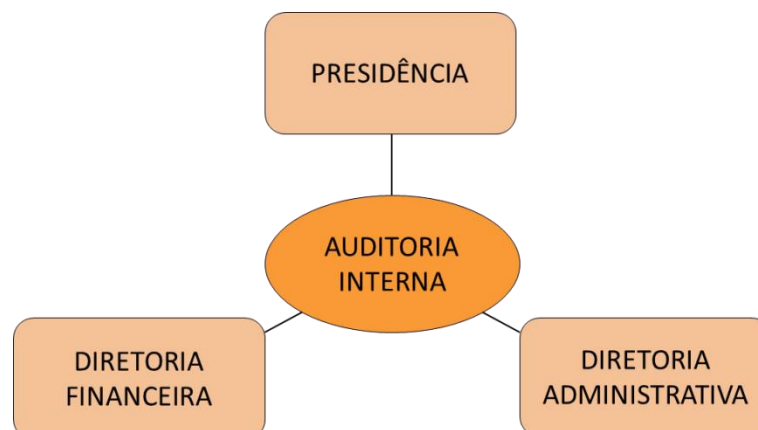 PRESIDÊNCIA
AUDITORIA
INTERNA
DIRETORIA
FINANCEIRA
DIRETORIA
ADMINISTRATIVA